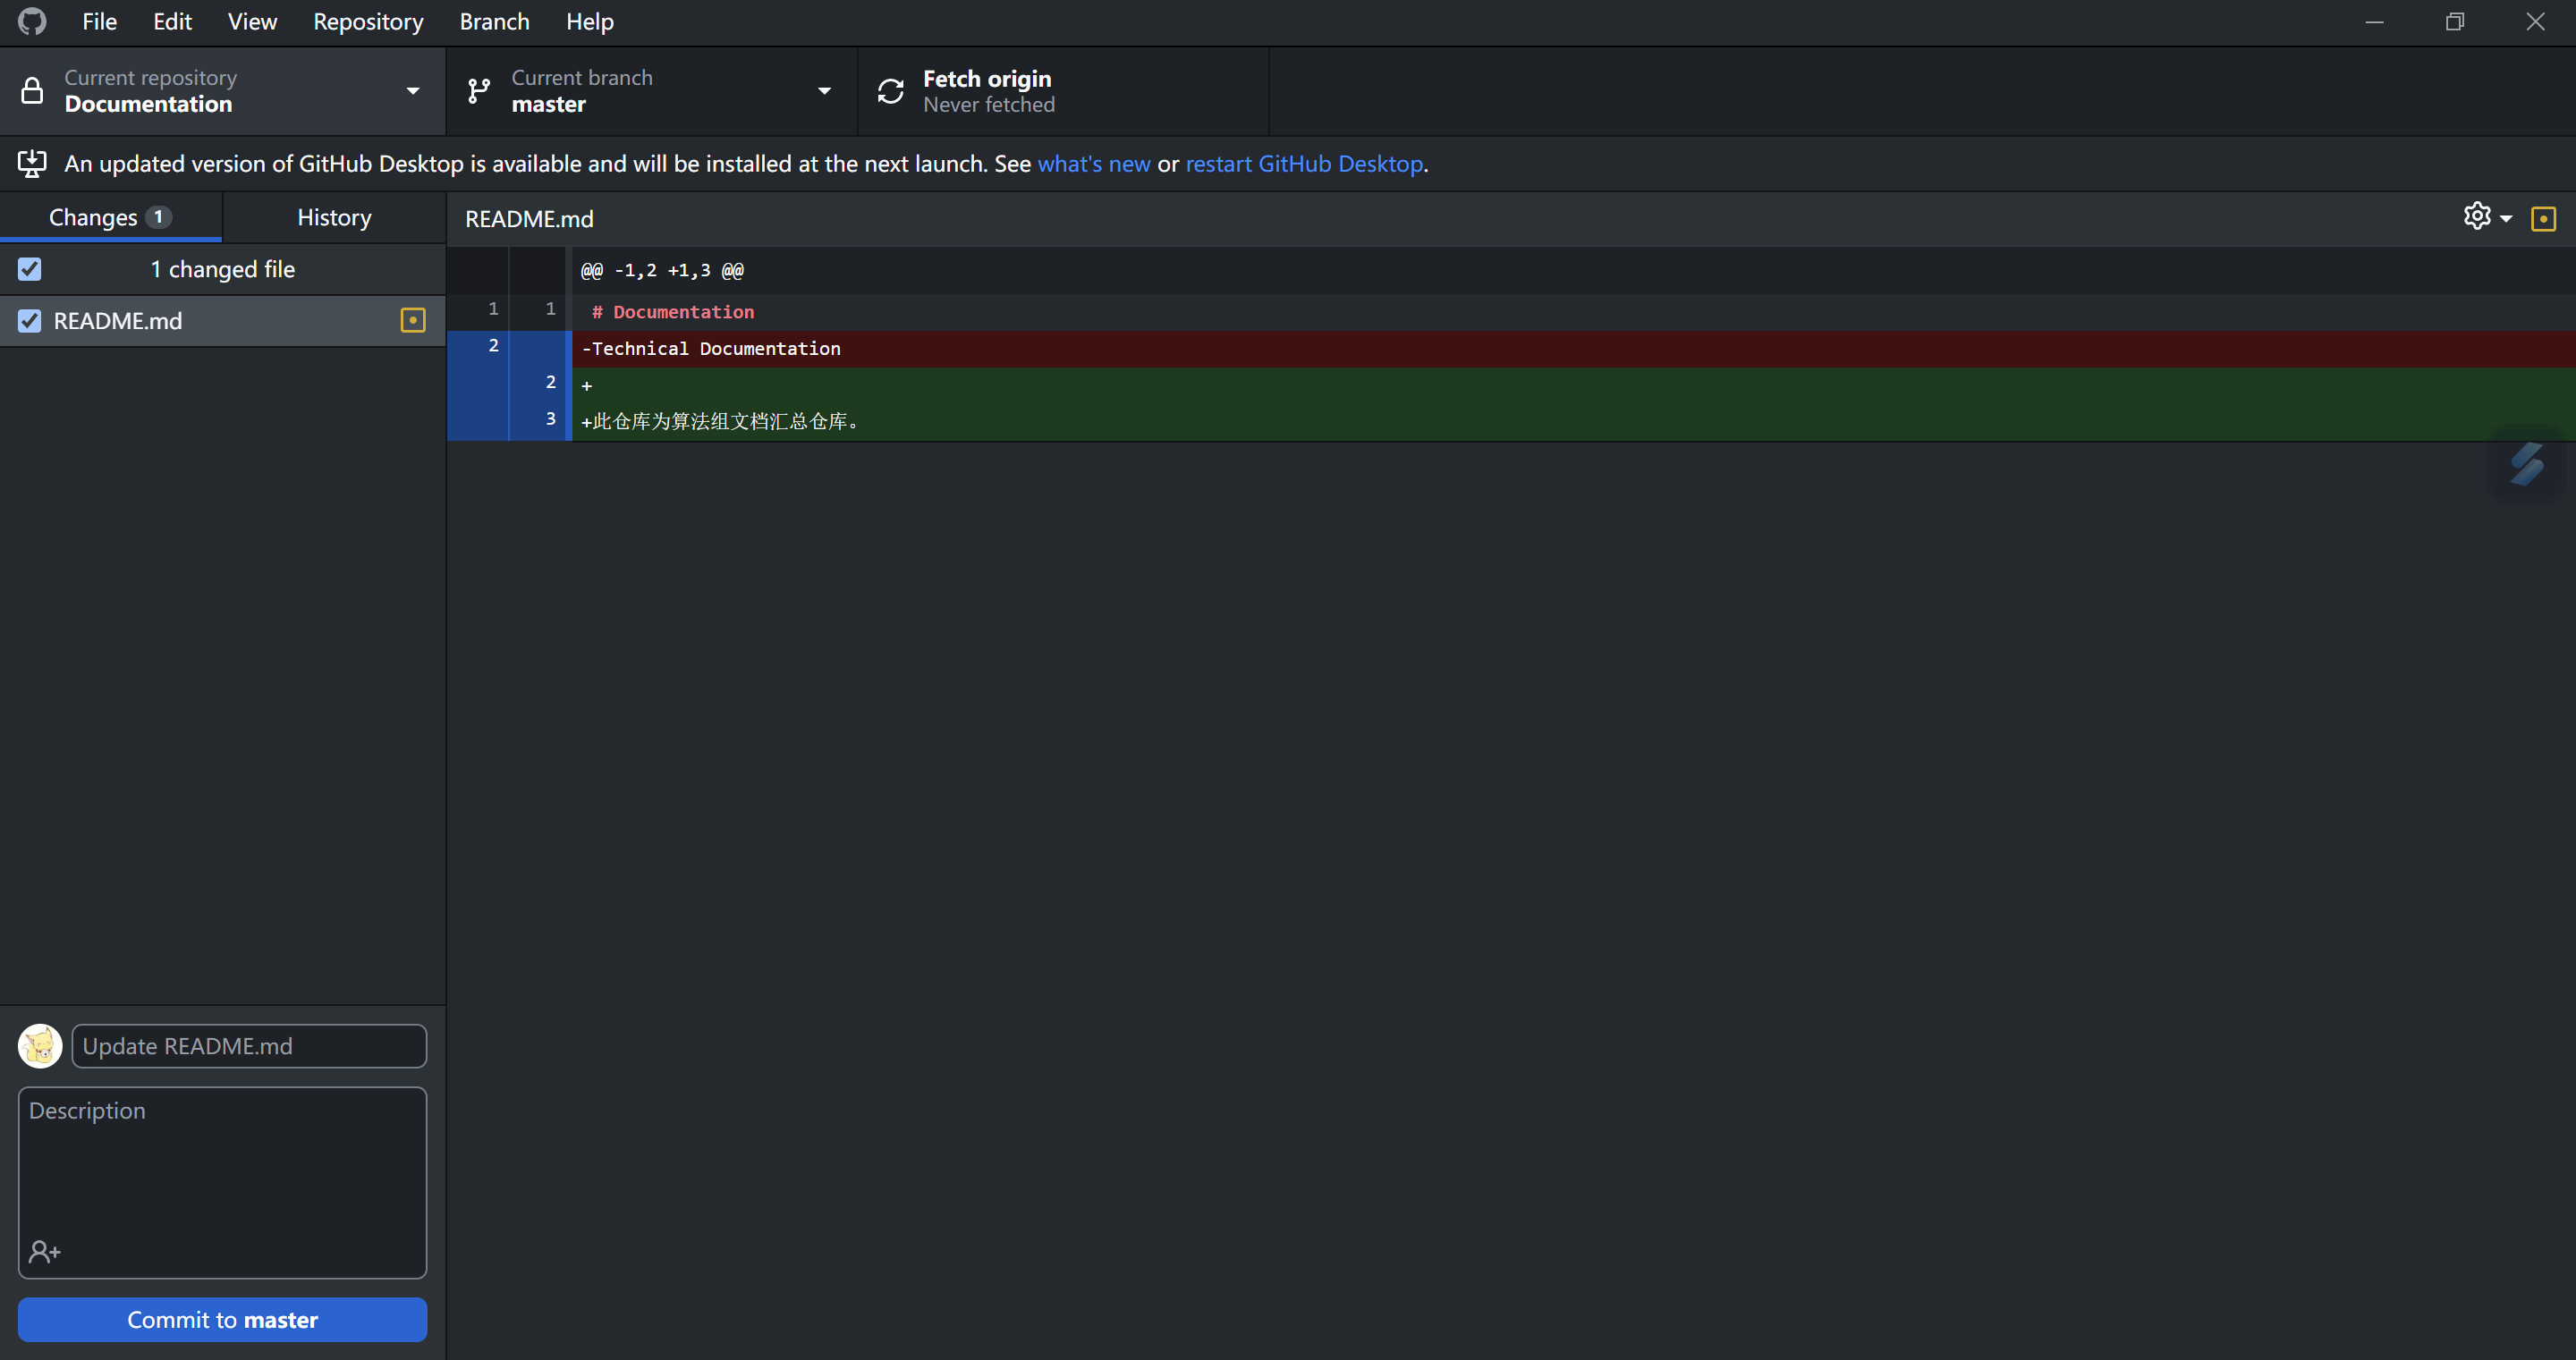 File Edit View Repository Branch Help
Current repository
Documentation
Current branch
master
Fetch origin
Never fetched
An updated version of GitHub Desktop is available and will be installed at the next launch. See what's new or restart GitHub Desktop.
Changes 1
History
README.md
1 changed file
README.md
@@ -1,2 +1,3 @@
1 1 # Documentation
2 -Technical Documentation
2 +
3 +此仓库为算法组文档汇总仓库。
Update README.md
Description
Commit to master